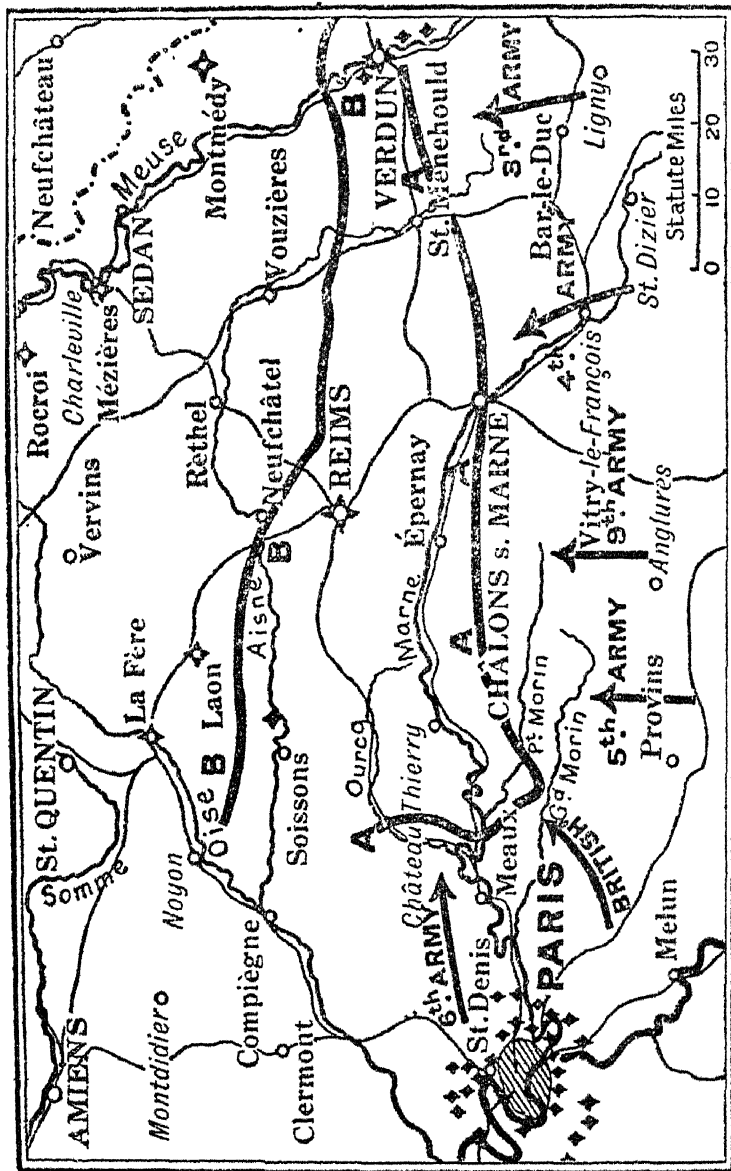 AMIENS
Somme
St. QUENTIN
Vervins
Rocroi
Neufchâteau
Charleville
Mézières
SEDAN
Meuse
Montmédy
Montdidier
Noyon
La Fère
Laon
Rèthel
Vouzières
Oise
B
Aisne
Neufchâtel
B
B
VERDUN
Compiègne
Clermont
Soissons
REIMS
Ourcq
A
Château Thierry
Marne
Épernay
A
CHÂLONS s. MARNE
A
A
St. Menehould
6th ARMY
St. Denis
Meaux
Pt Morin
Gd Morin
PARIS
BRITISH
Melun
5th ARMY
Provins
9th ARMY
Anglures
Vitry-le-François
4th ARMY
St. Dizier
Bar-le-Duc
3rd ARMY
Ligny
0 10 20 30
Statute Miles